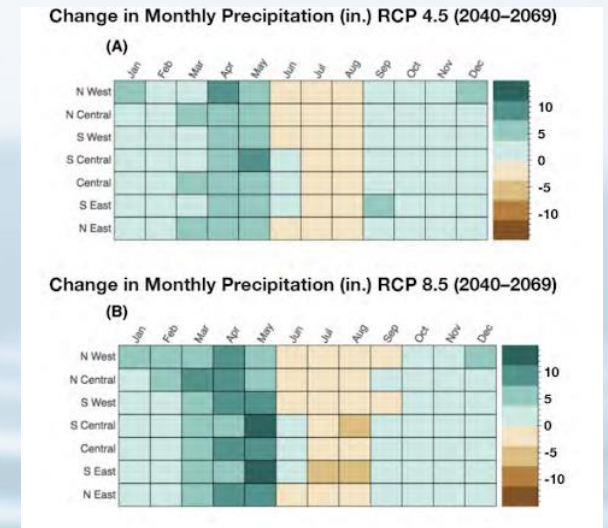 Change in Monthly Precipitation (in.) RCP 4.5 (2040–2069)
(A)
Jan Feb Mar Apr May Jun Jul Aug Sep Oct Nov Dec
N West
N Central
S West
S Central
Central
S East
N East
10
5
0
-5
-10
Change in Monthly Precipitation (in.) RCP 8.5 (2040–2069)
(B)
Jan Feb Mar Apr May Jun Jul Aug Sep Oct Nov Dec
N West
N Central
S West
S Central
Central
S East
N East
10
5
0
-5
-10